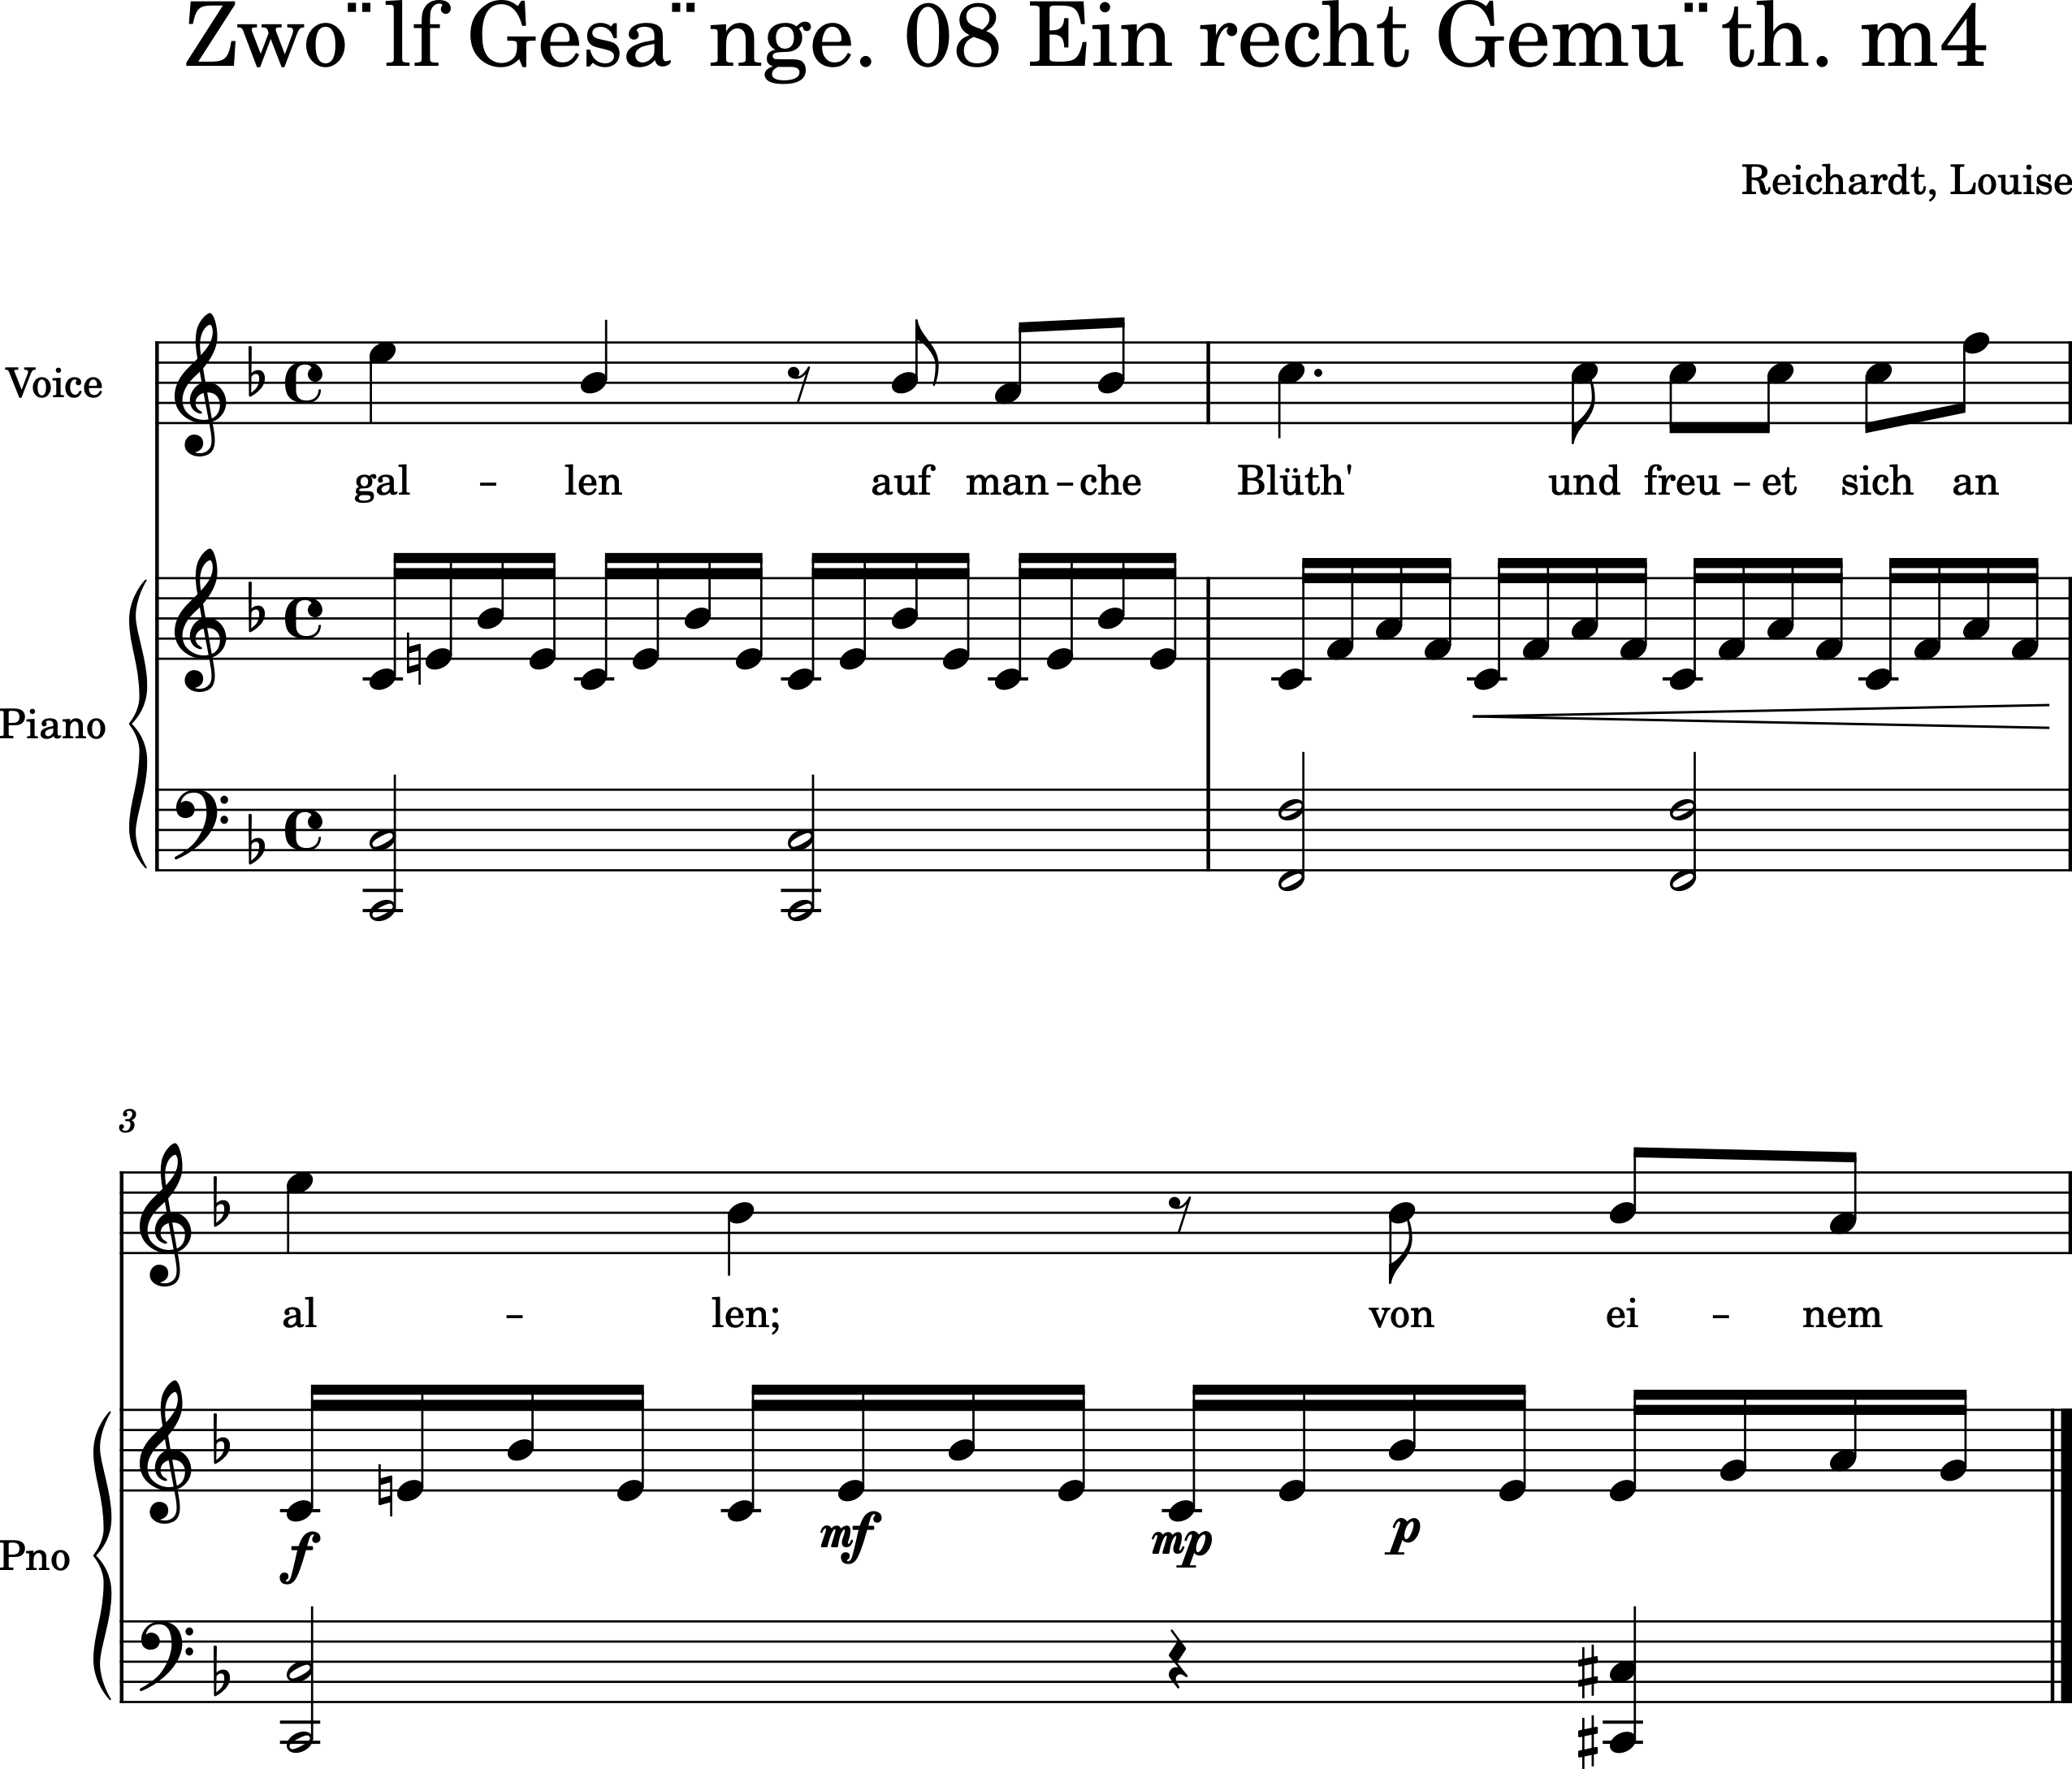 Zwo¨lf Gesa¨nge. 08 Ein recht Gemu¨th. m4
Reichardt, Louise
Voice
gal - len auf man - che Blüth' und freu - et sich an
Piano
3
al - len; von ei - nem
Pno
f mf mp p